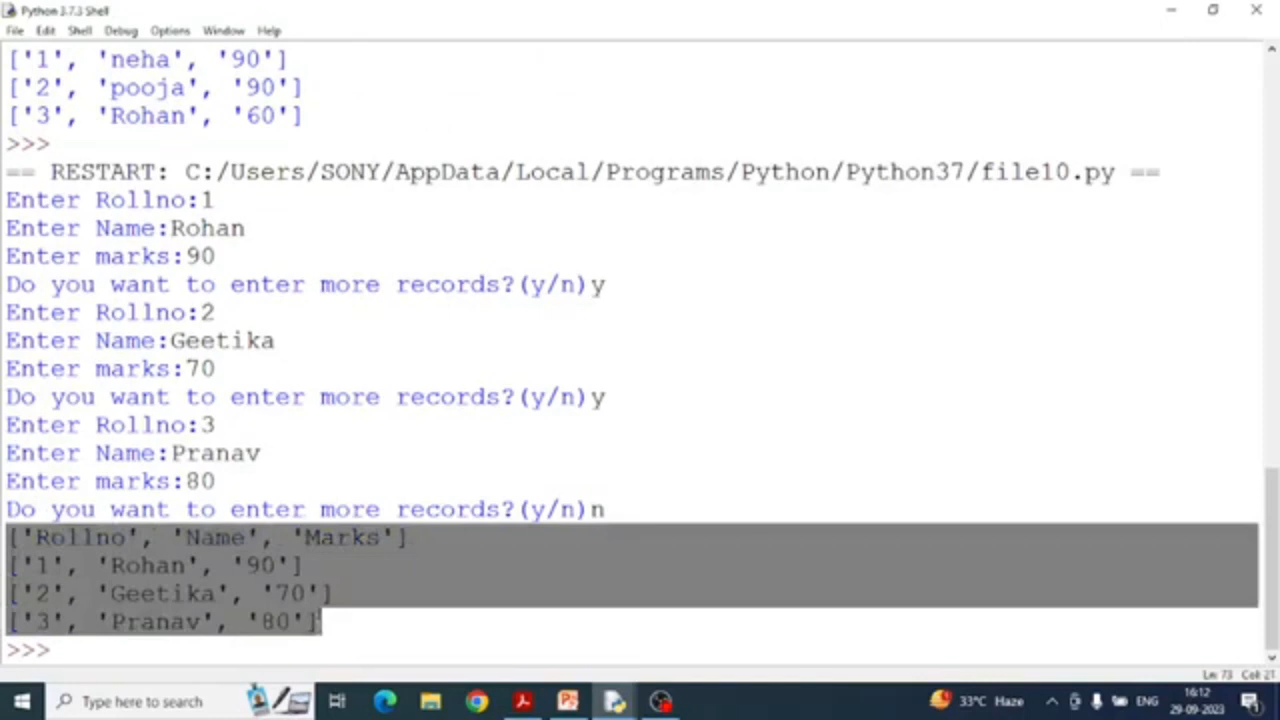 Python 3.7.3 Shell
File Edit Shell Debug Options Window Help
['1', 'neha', '90']
['2', 'pooja', '90']
['3', 'Rohan', '60']
>>>
== RESTART: C:/Users/SONY/AppData/Local/Programs/Python/Python37/file10.py ==
Enter Rollno:1
Enter Name:Rohan
Enter marks:90
Do you want to enter more records?(y/n)y
Enter Rollno:2
Enter Name:Geetika
Enter marks:70
Do you want to enter more records?(y/n)y
Enter Rollno:3
Enter Name:Pranav
Enter marks:80
Do you want to enter more records?(y/n)n
['Rollno', 'Name', 'Marks']
['1', 'Rohan', '90']
['2', 'Geetika', '70']
['3', 'Pranav', '80']
>>>
Ln: 73 Col: 21
Type here to search
33°C Haze
ENG
16:12
29-09-2023